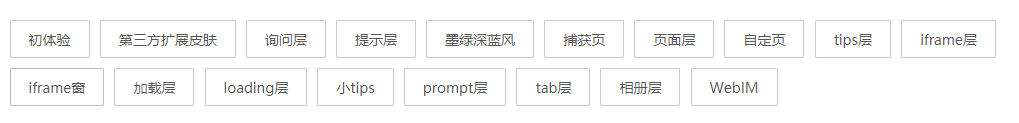 初体验 第三方扩展皮肤 询问层 提示层 墨绿深蓝风 捕获页 页面层 自定页 tips层 iframe层
iframe窗 加载层 loading层 小tips prompt层 tab层 相册层 WebIM